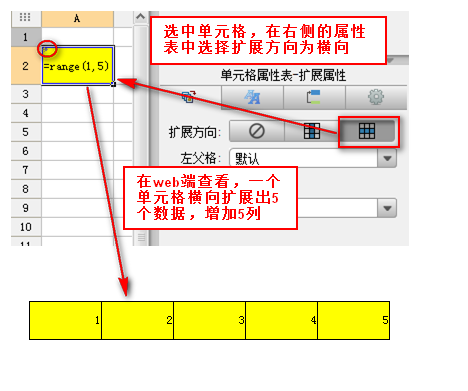 A
1
2
3
4
5
6
7
8
9
10
11
=range(1,5)
选中单元格，在右侧的属性
表中选择扩展方向为横向
单元格属性表-扩展属性
扩展方向：
左父格：
默认
在web端查看，一个
单元格横向扩展出5
个数据，增加5列
1 2 3 4 5